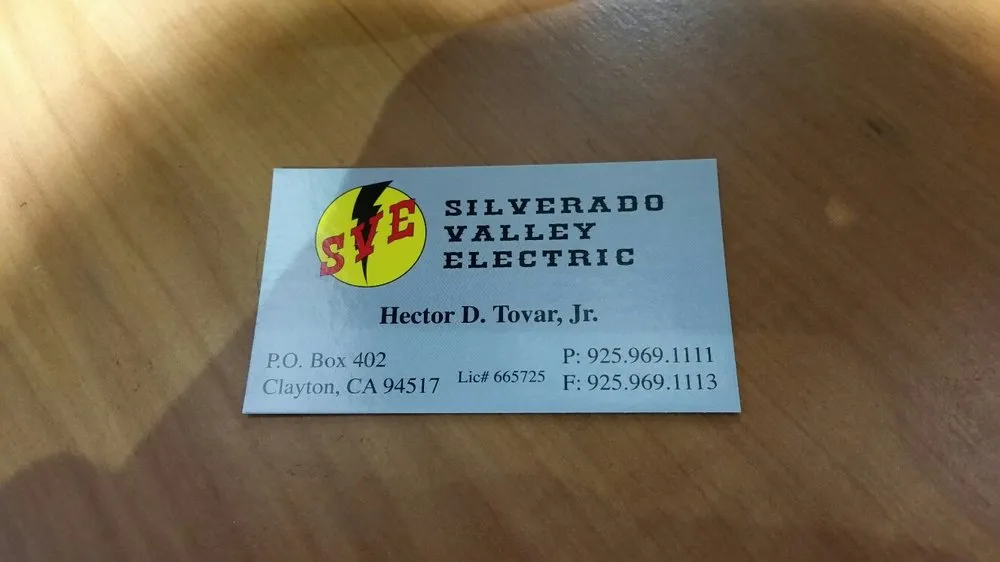 SVE
SILVERADO
VALLEY
ELECTRIC
Hector D. Tovar, Jr.
P.O. Box 402
Clayton, CA 94517
Lic# 665725
P: 925.969.1111
F: 925.969.1113